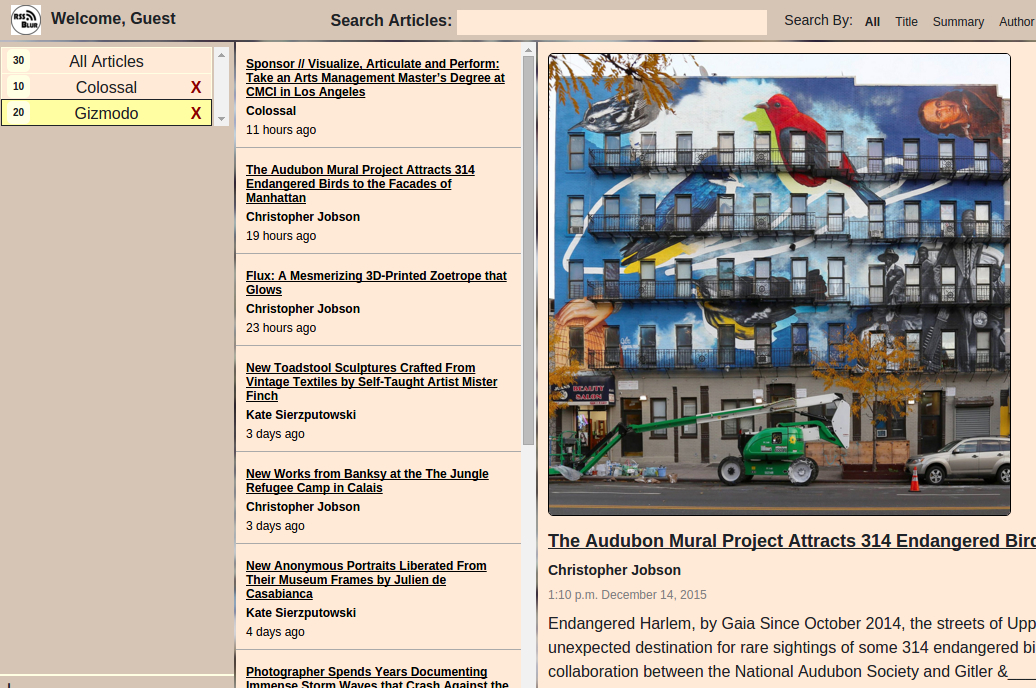 RSS
Blur
Welcome, Guest
Search Articles:
Search By: All Title Summary Author
30 All Articles
10 Colossal X
20 Gizmodo X
Sponsor // Visualize, Articulate and Perform:
Take an Arts Management Master's Degree at
CMCI in Los Angeles
Colossal
11 hours ago
The Audubon Mural Project Attracts 314
Endangered Birds to the Facades of
Manhattan
Christopher Jobson
19 hours ago
Flux: A Mesmerizing 3D-Printed Zoetrope that
Glows
Christopher Jobson
23 hours ago
New Toadstool Sculptures Crafted From
Vintage Textiles by Self-Taught Artist Mister
Finch
Kate Sierzputowski
3 days ago
New Works from Banksy at the The Jungle
Refugee Camp in Calais
Christopher Jobson
3 days ago
New Anonymous Portraits Liberated From
Their Museum Frames by Julien de
Casabianca
Kate Sierzputowski
4 days ago
Photographer Spends Years Documenting
Immense Storm Waves that Crash Against the
BEAUTY
SALON
The Audubon Mural Project Attracts 314 Endangered Bird
Christopher Jobson
1:10 p.m. December 14, 2015
Endangered Harlem, by Gaia Since October 2014, the streets of Upp
unexpected destination for rare sightings of some 314 endangered bi
collaboration between the National Audubon Society and Gitler &____